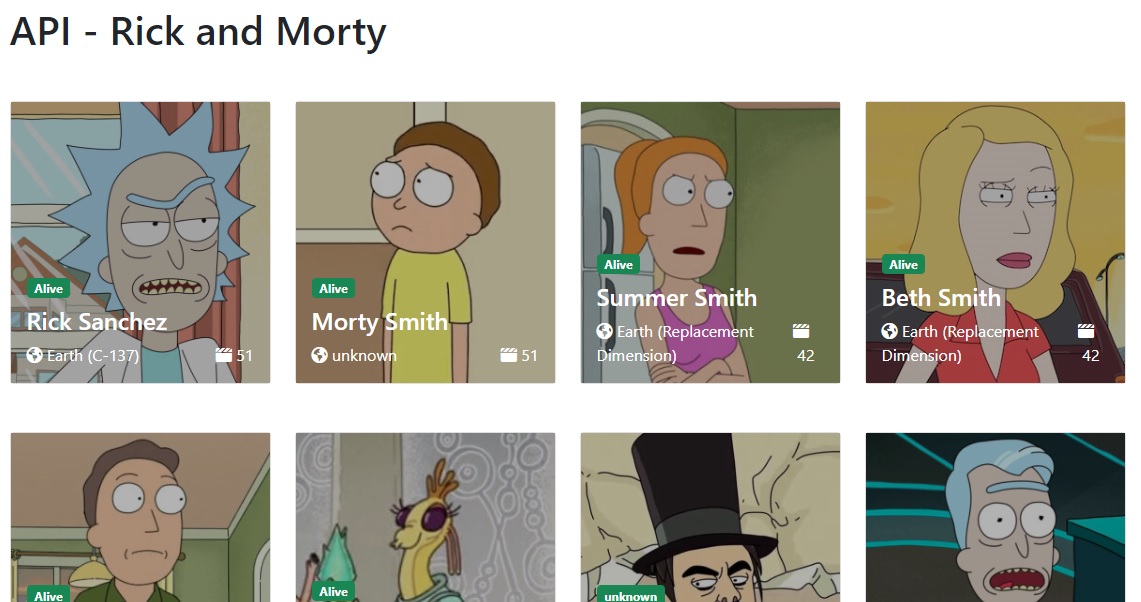 API - Rick and Morty
Alive
Rick Sanchez
Earth (C-137) 51
Alive
Morty Smith
unknown 51
Alive
Summer Smith
Earth (Replacement
Dimension) 42
Alive
Beth Smith
Earth (Replacement
Dimension) 42
Alive
Alive
unknown